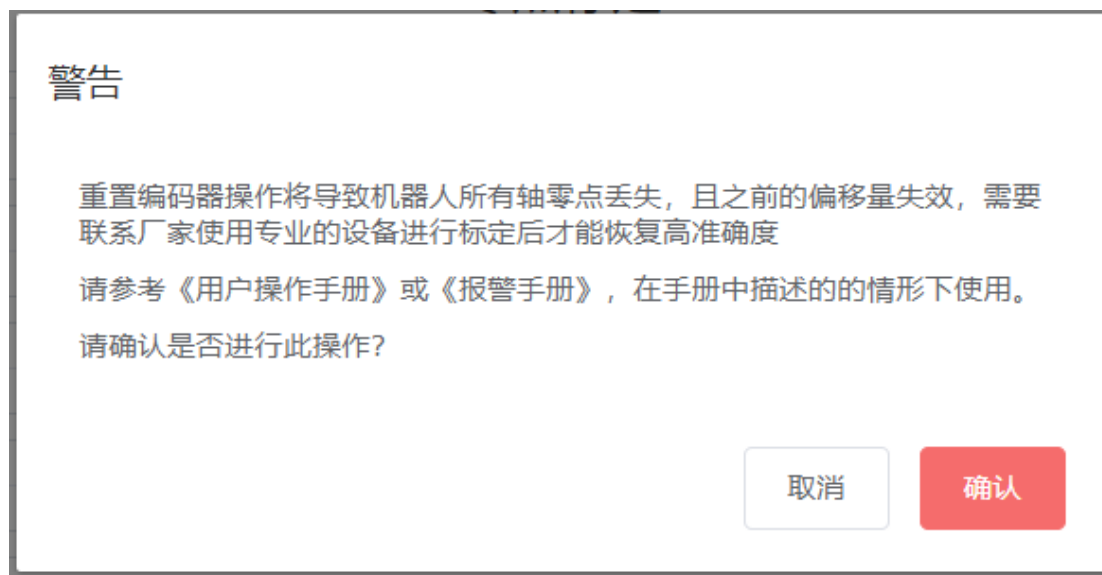 警告
重置编码器操作将导致机器人所有轴零点丢失，且之前的偏移量失效，需要
联系厂家使用专业的设备进行标定后才能恢复高准确度
请参考《用户操作手册》或《报警手册》，在手册中描述的的情形下使用。
请确认是否进行此操作?
取消
确认